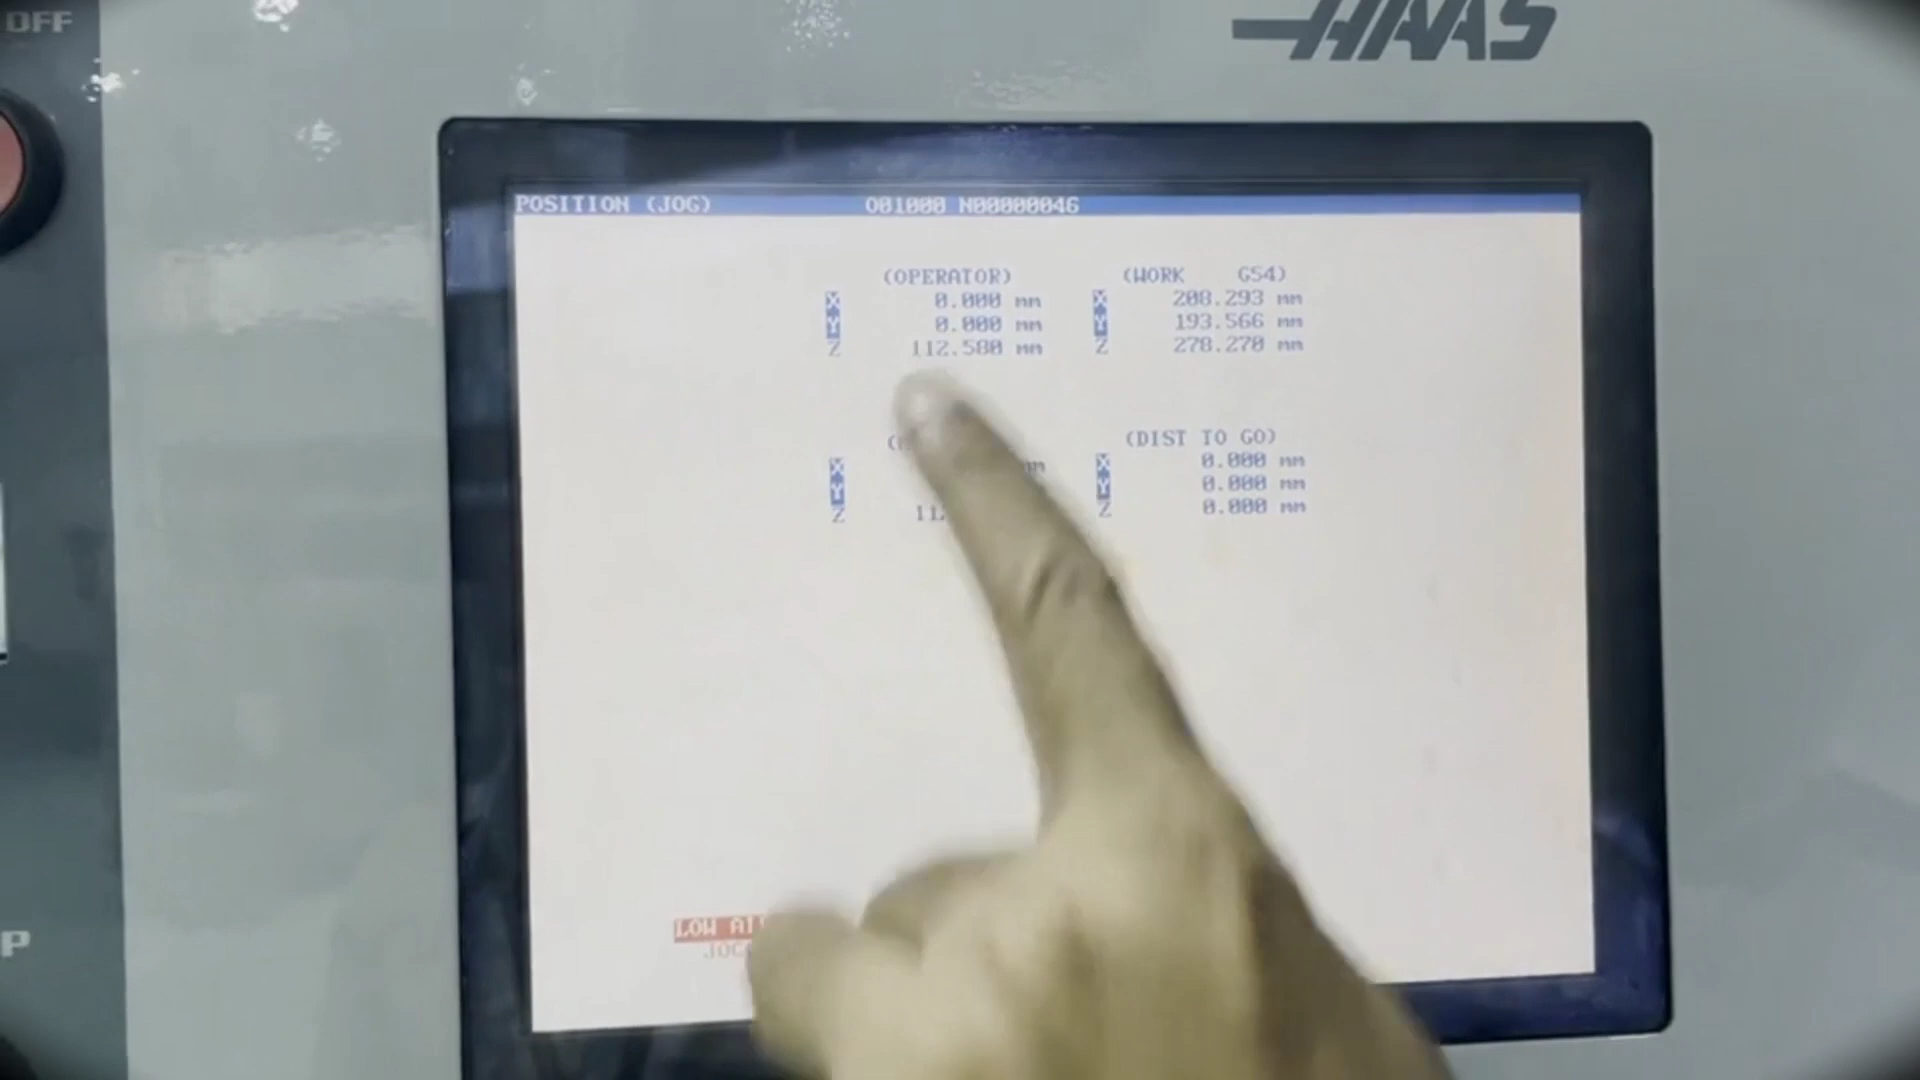 OFF
HAAS
POSITION (JOG) O01000 N00000046
(OPERATOR) (WORK G54)
X 0.000 mm X 208.293 mm
Y 0.000 mm Y 193.566 mm
Z 112.580 mm Z 278.270 mm
(DIST TO GO)
X mm X 0.000 mm
Y Y 0.000 mm
Z Z 0.000 mm
LOW
P